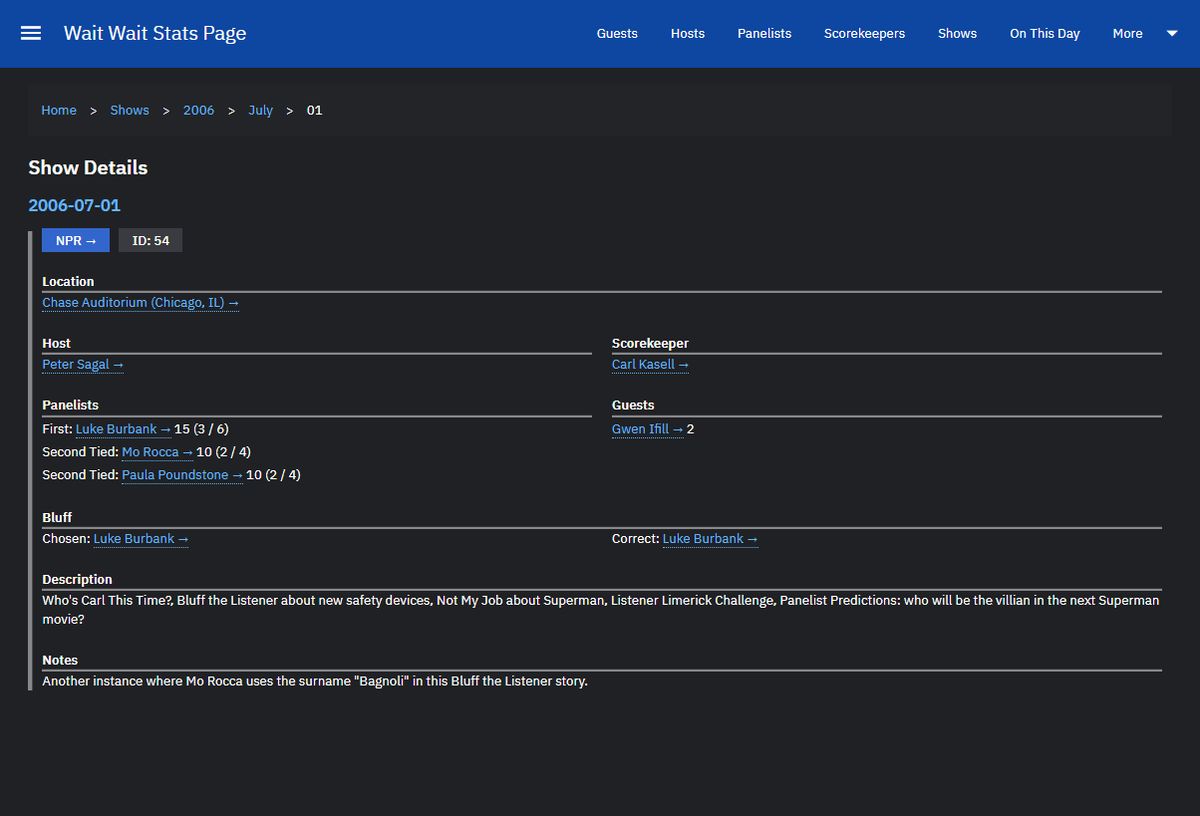 Wait Wait Stats Page
Guests Hosts Panelists Scorekeepers Shows On This Day More
Home > Shows > 2006 > July > 01
Show Details
2006-07-01
NPR → ID: 54
Location
Chase Auditorium (Chicago, IL) →
Host
Peter Sagal →
Scorekeeper
Carl Kasell →
Panelists
First: Luke Burbank → 15 (3 / 6)
Second Tied: Mo Rocca → 10 (2 / 4)
Second Tied: Paula Poundstone → 10 (2 / 4)
Guests
Gwen Ifill → 2
Bluff
Chosen: Luke Burbank →
Correct: Luke Burbank →
Description
Who's Carl This Time?, Bluff the Listener about new safety devices, Not My Job about Superman, Listener Limerick Challenge, Panelist Predictions: who will be the villian in the next Superman
movie?
Notes
Another instance where Mo Rocca uses the surname "Bagnoli" in this Bluff the Listener story.